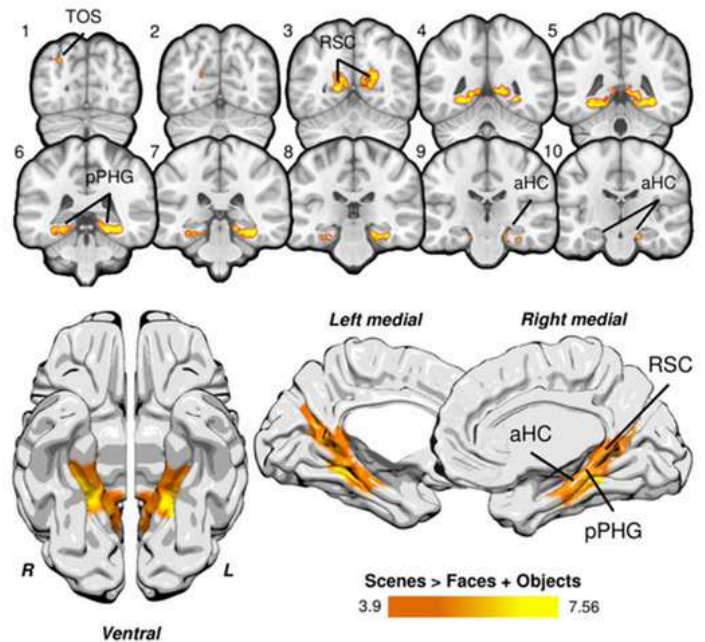 1
TOS
2
3
RSC
4
5
6
pPHG
7
8
9
aHC
10
aHC
Left medial
Right medial
RSC
aHC
pPHG
R
L
Ventral
Scenes > Faces + Objects
3.9
7.56